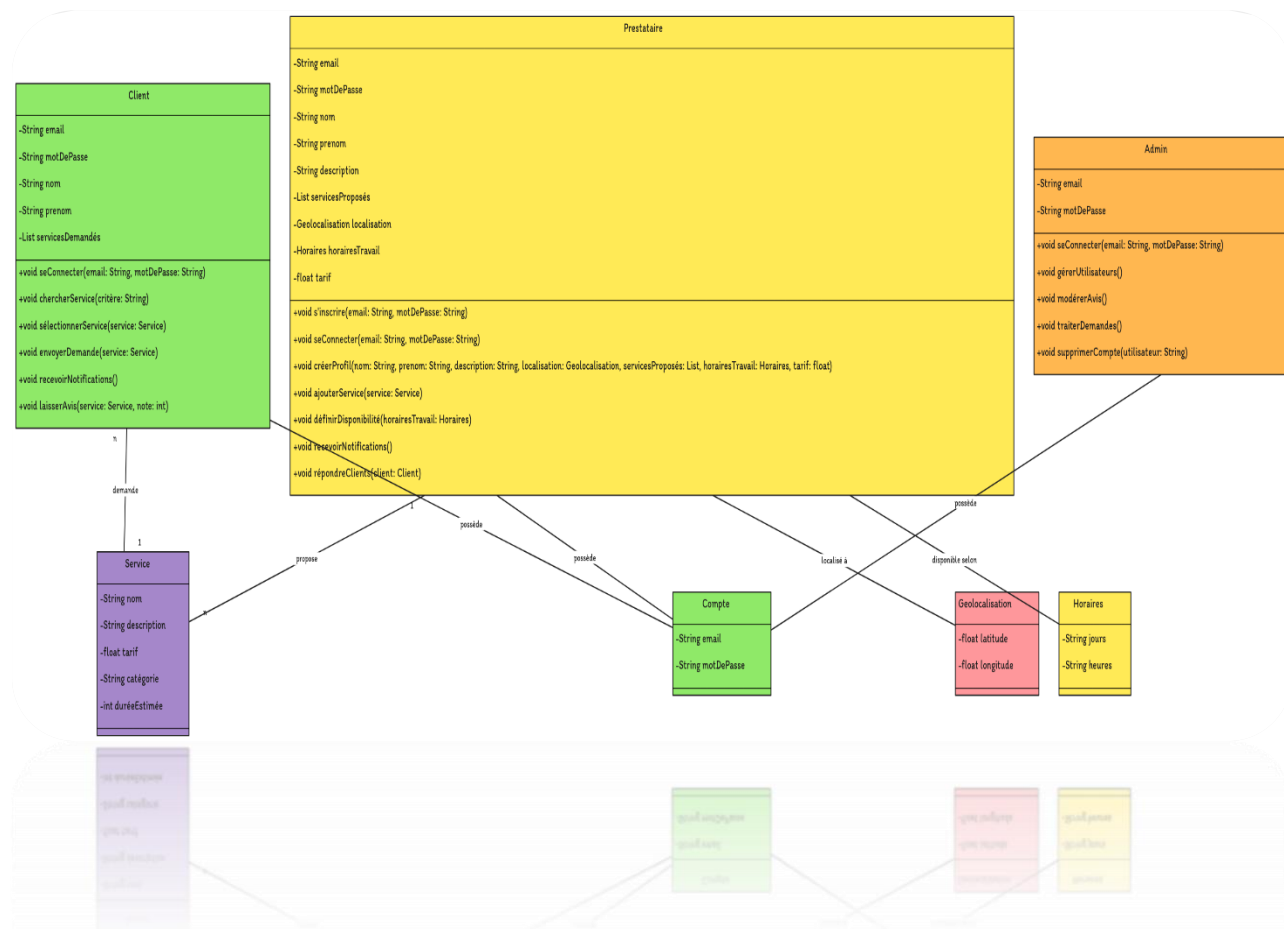 Prestataire
-String email
-String motDePasse
-String nom
-String prenom
-String description
-List servicesProposés
-Geolocalisation localisation
-Horaires horairesTravail
-float tarif
+void s'inscrire(email: String, motDePasse: String)
+void seConnecter(email: String, motDePasse: String)
+void créerProfil(nom: String, prenom: String, description: String, localisation: Geolocalisation, servicesProposés: List, horairesTravail: Horaires, tarif: float)
+void ajouterService(service: Service)
+void définirDisponibilité(horairesTravail: Horaires)
+void recevoirNotifications()
+void répondreClients(client: Client)
Client
-String email
-String motDePasse
-String nom
-String prenom
-List servicesDemandés
+void seConnecter(email: String, motDePasse: String)
+void chercherService(critère: String)
+void sélectionnerService(service: Service)
+void envoyerDemande(service: Service)
+void recevoirNotifications()
+void laisserAvis(service: Service, note: int)
Admin
-String email
-String motDePasse
+void seConnecter(email: String, motDePasse: String)
+void gérerUtilisateurs()
+void modérerAvis()
+void traiterDemandes()
+void supprimerCompte(utilisateur: String)
n
demande
1
1
propose
n
possède
possède
localisé à
disponible selon
possède
Service
-String nom
-String description
-float tarif
-String catégorie
-int duréeEstimée
Compte
-String email
-String motDePasse
Geolocalisation
-float latitude
-float longitude
Horaires
-String jours
-String heures